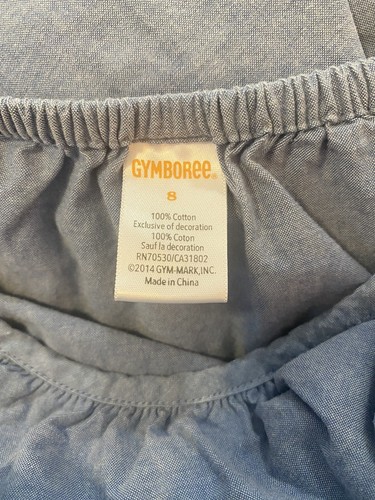 GYMBOREE®
8
100% Cotton
Exclusive of decoration
100% Coton
Sauf la decoration
RN70530/CA31802
©2014 GYM-MARK,INC.
Made in China